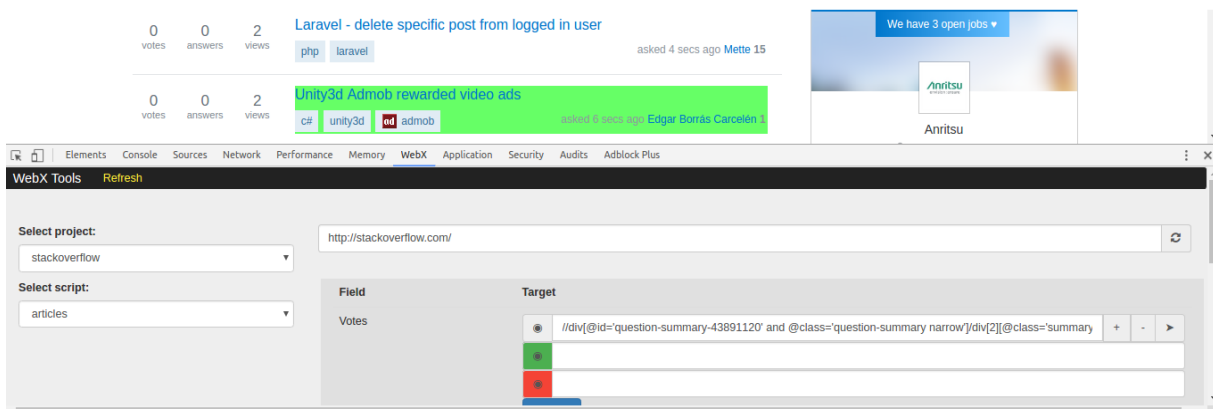 0 0 2 Laravel - delete specific post from logged in user
votes answers views
php laravel asked 4 secs ago Mette 15
We have 3 open jobs ♥
Anritsu
Anritsu
0 0 2 Unity3d Admob rewarded video ads
votes answers views
c# unity3d ad admob asked 6 secs ago Edgar Borrás Carcelén 1
Elements Console Sources Network Performance Memory WebX Application Security Audits Adblock Plus
WebX Tools Refresh
Select project:
stackoverflow
http://stackoverflow.com/
Select script:
articles
Field Target
Votes
//div[@id='question-summary-43891120' and @class='question-summary narrow']/div[2][@class='summary
+ -